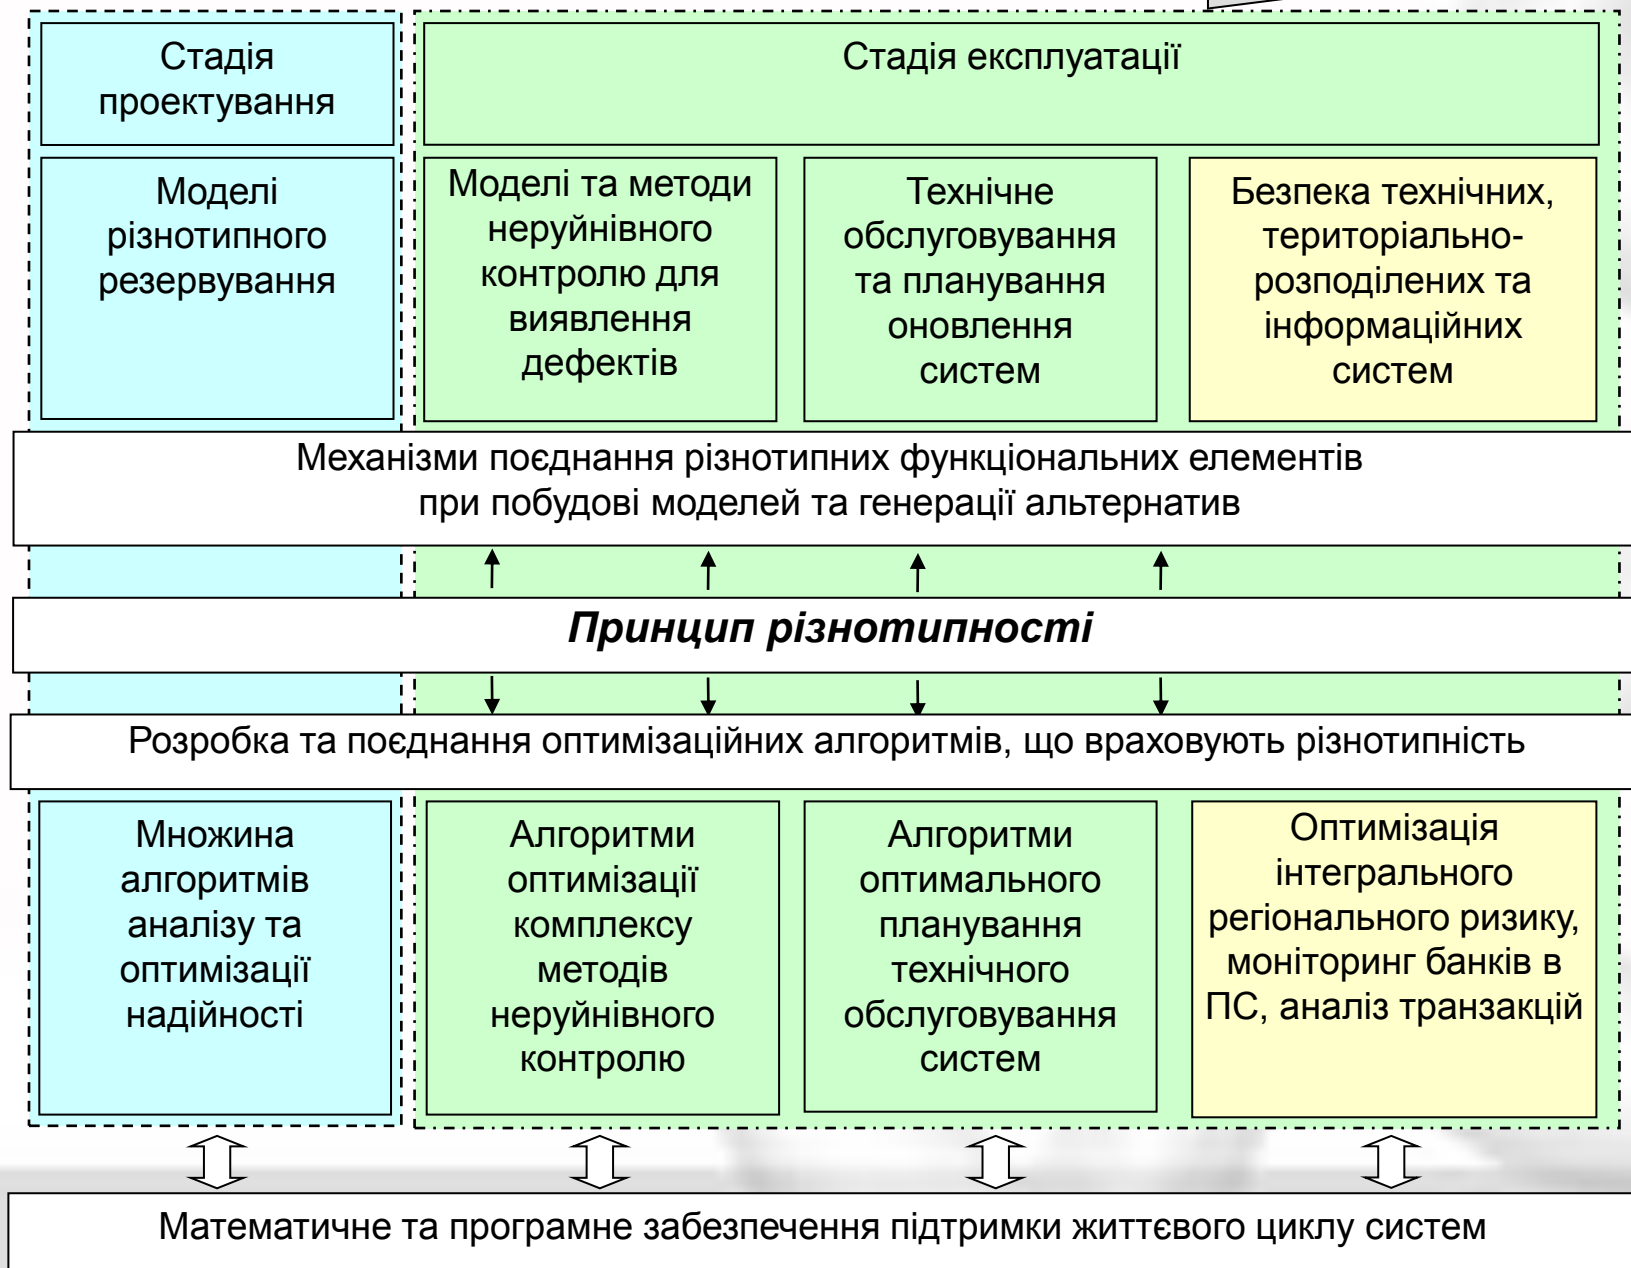 Стадія
проектування
Стадія експлуатації
Моделі
різнотипного
резервування
Моделі та методи
неруйнівного
контролю для
виявлення
дефектів
Технічне
обслуговування
та планування
оновлення
систем
Безпека технічних,
територіально-
розподілених та
інформаційних
систем
Механізми поєднання різнотипних функціональних елементів
при побудові моделей та генерації альтернатив
Принцип різнотипності
Розробка та поєднання оптимізаційних алгоритмів, що враховують різнотипність
Множина
алгоритмів
аналізу та
оптимізації
надійності
Алгоритми
оптимізації
комплексу
методів
неруйнівного
контролю
Алгоритми
оптимального
планування
технічного
обслуговування
систем
Оптимізація
інтегрального
регіонального ризику,
моніторинг банків в
ПС, аналіз транзакцій
Математичне та програмне забезпечення підтримки життєвого циклу систем